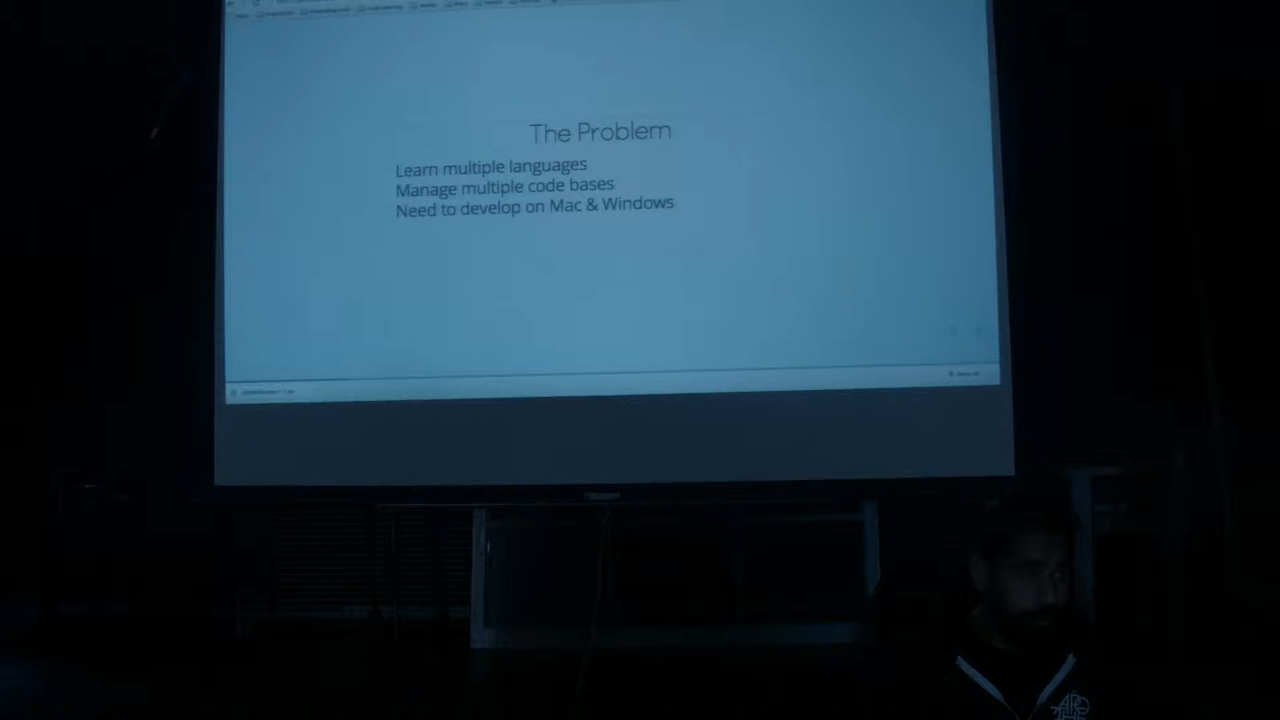 The Problem
Learn multiple languages
Manage multiple code bases
Need to develop on Mac & Windows